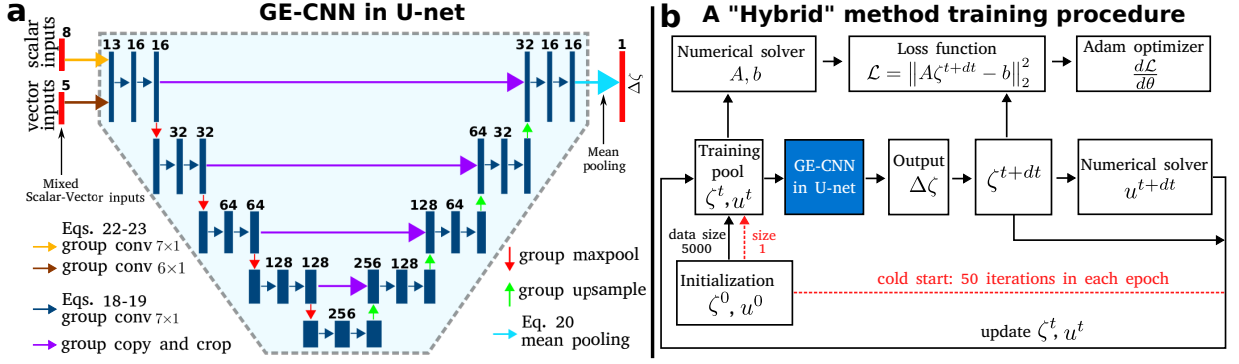 a
GE-CNN in U-net
scalar
inputs
8
13 16 16
32 16 16
1
Δζ
vector
inputs
5
32 32
64 32
Mixed
Scalar-Vector inputs
Mean
pooling
64 64
128 64
128 128
256 128
256
Eqs. 22-23
group conv 7×1
group conv 6×1
Eqs. 18-19
group conv 7×1
group copy and crop
group maxpool
group upsample
Eq. 20
mean pooling
b
A "Hybrid" method training procedure
Numerical solver
A, b
Loss function
ℒ = ‖Aζ^{t+dt} − b‖₂²
Adam optimizer
dℒ/dθ
Training
pool
ζ^t, u^t
GE-CNN
in U-net
Output
Δζ
ζ^{t+dt}
Numerical solver
u^{t+dt}
data size
5000
size
1
Initialization
ζ^0, u^0
cold start: 50 iterations in each epoch
update ζ^t, u^t